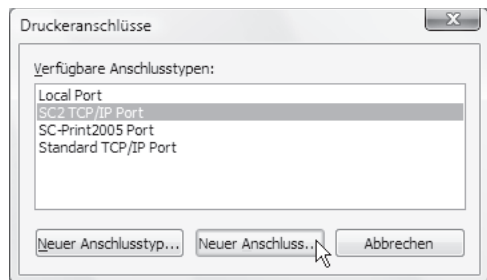 Druckeranschlüsse
Verfügbare Anschlusstypen:
Local Port
SC2 TCP/IP Port
SC-Print2005 Port
Standard TCP/IP Port
Neuer Anschlusstyp... Neuer Anschluss... Abbrechen